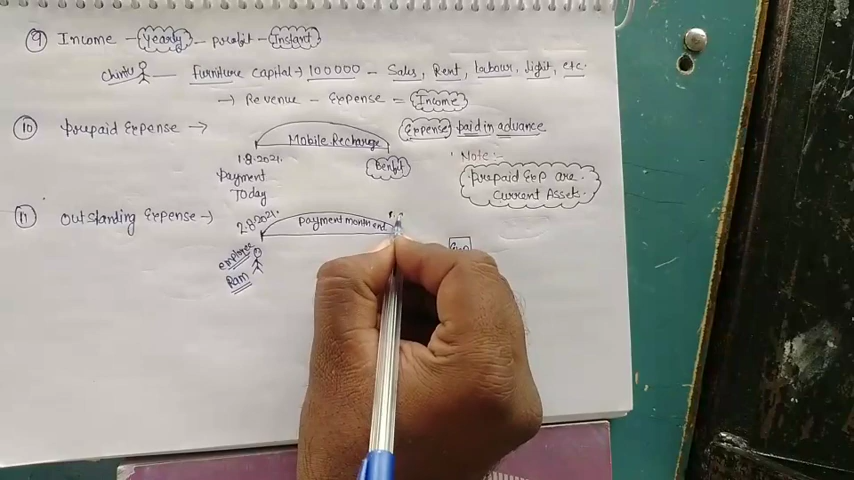 9 Income - Yearly - profit - Instant
Chintu - Furniture capital → 100000 - Sales, Rent, labour, light, etc.
→ Revenue - Expense = Income
10 Prepaid Expense → Mobile Recharge Expense paid in advance
1.8.2021.
payment
Today
Benefit
Note:-
Prepaid Exp are
Current Assets.
11 Outstanding Expense →
2.8.2021.
Payment month end
employee
Ram